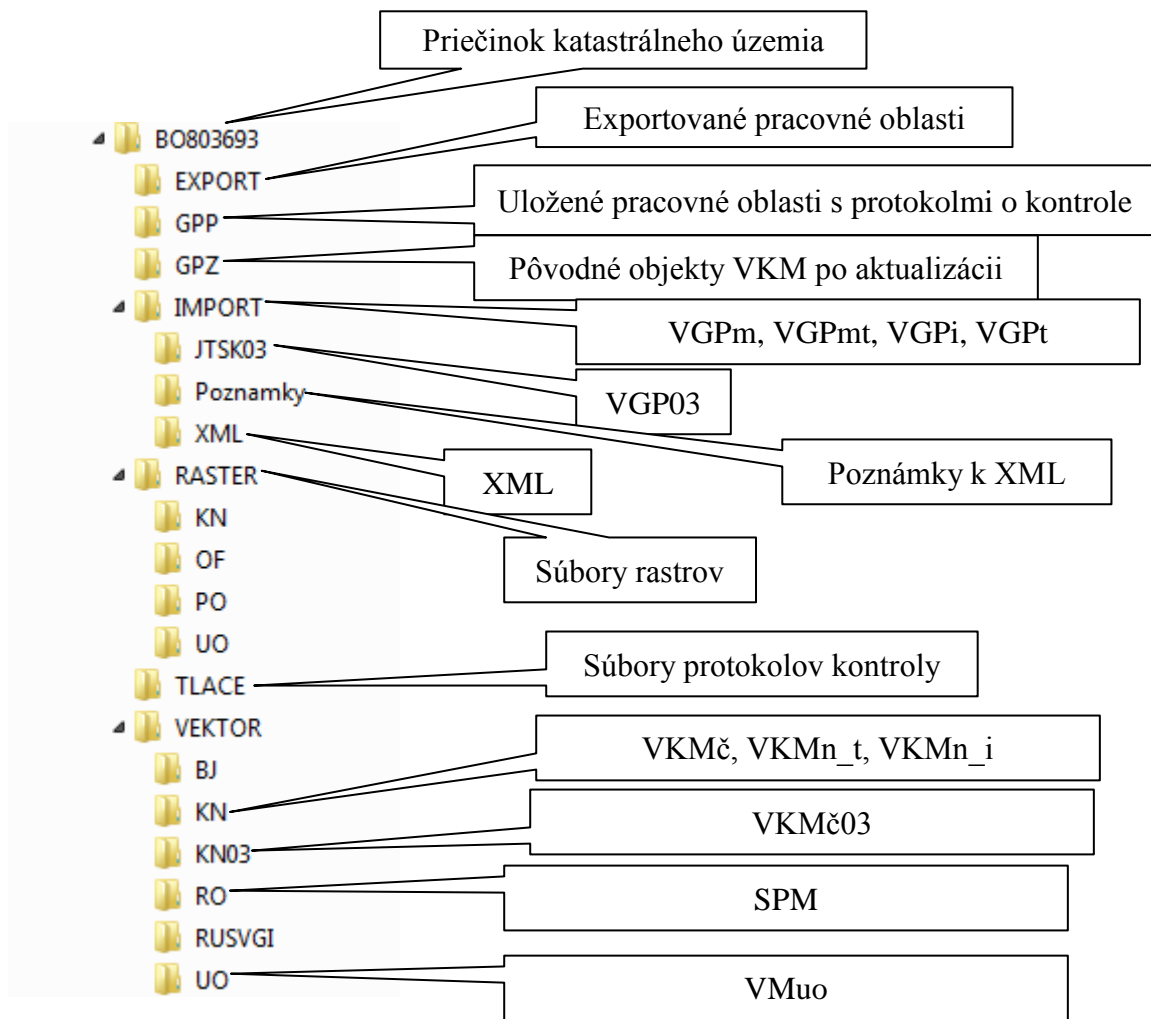 Priečinok katastrálneho územia
BO803693
Exportované pracovné oblasti
EXPORT
Uložené pracovné oblasti s protokolmi o kontrole
GPP
GPZ
Pôvodné objekty VKM po aktualizácii
IMPORT
VGPm, VGPmt, VGPi, VGPt
JTSK03
Poznamky
VGP03
XML
Poznámky k XML
RASTER
XML
KN
OF
Súbory rastrov
PO
UO
Súbory protokolov kontroly
TLACE
VEKTOR
VKMč, VKMn_t, VKMn_i
BJ
KN
VKMč03
KN03
RO
SPM
RUSVGI
UO
VMuo